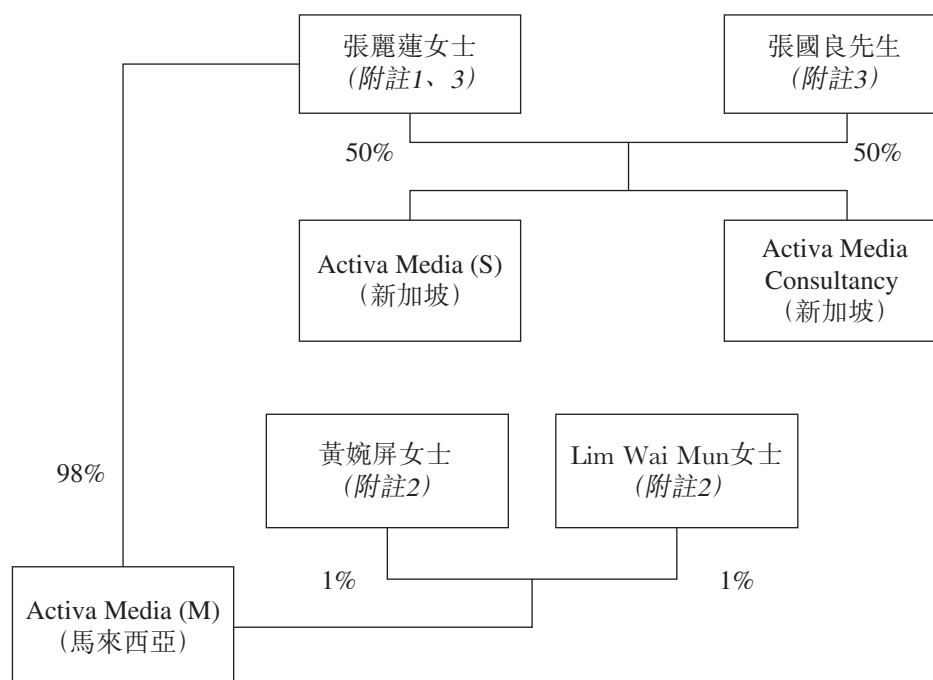 張麗蓮女士
（附註1、3）
張國良先生
（附註3）
50%
50%
Activa Media (S)
（新加坡）
Activa Media
Consultancy
（新加坡）
98%
黃婉屏女士
（附註2）
Lim Wai Mun女士
（附註2）
1%
1%
Activa Media (M)
（馬來西亞）